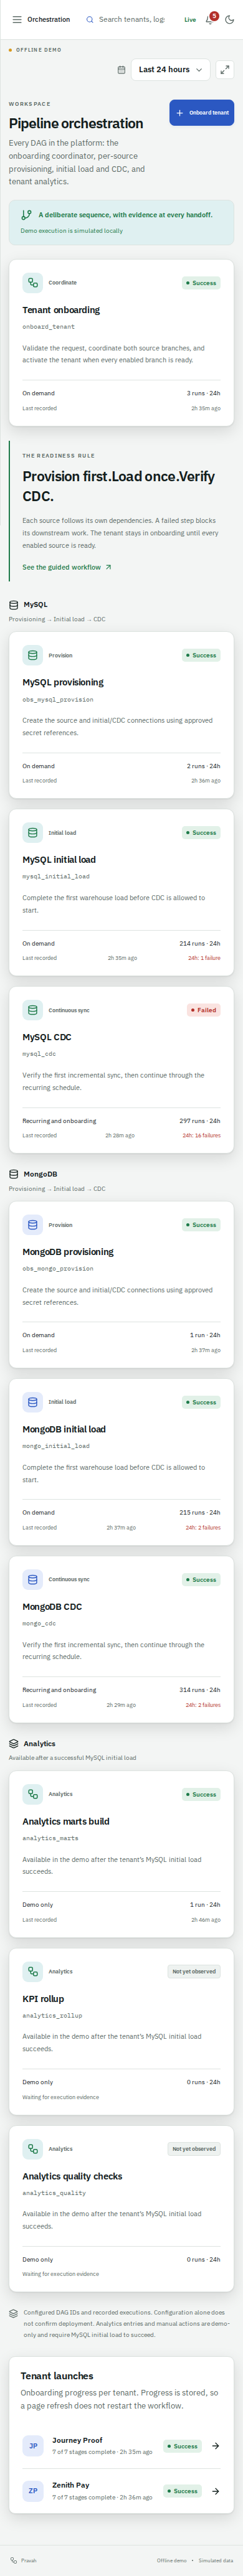 Orchestration
Search tenants, log
Live
5
OFFLINE DEMO
Last 24 hours
WORKSPACE
Pipeline orchestration
Onboard tenant
Every DAG in the platform: the
onboarding coordinator, per-source
provisioning, initial load and CDC, and
tenant analytics.
A deliberate sequence, with evidence at every handoff.
Demo execution is simulated locally
Coordinate
Success
Tenant onboarding
onboard_tenant
Validate the request, coordinate both source branches, and
activate the tenant when every enabled branch is ready.
On demand 3 runs · 24h
Last recorded 2h 35m ago
THE READINESS RULE
Provision first.Load once.Verify
CDC.
Each source follows its own dependencies. A failed step blocks
its downstream work. The tenant stays in onboarding until every
enabled source is ready.
See the guided workflow
MySQL
Provisioning → Initial load → CDC
Provision
Success
MySQL provisioning
obs_mysql_provision
Create the source and initial/CDC connections using approved
secret references.
On demand 2 runs · 24h
Last recorded 2h 36m ago
Initial load
Success
MySQL initial load
mysql_initial_load
Complete the first warehouse load before CDC is allowed to
start.
On demand 214 runs · 24h
Last recorded 2h 35m ago 24h: 1 failure
Continuous sync
Failed
MySQL CDC
mysql_cdc
Verify the first incremental sync, then continue through the
recurring schedule.
Recurring and onboarding 297 runs · 24h
Last recorded 2h 28m ago 24h: 16 failures
MongoDB
Provisioning → Initial load → CDC
Provision
Success
MongoDB provisioning
obs_mongo_provision
Create the source and initial/CDC connections using approved
secret references.
On demand 1 run · 24h
Last recorded 2h 37m ago
Initial load
Success
MongoDB initial load
mongo_initial_load
Complete the first warehouse load before CDC is allowed to
start.
On demand 215 runs · 24h
Last recorded 2h 37m ago 24h: 2 failures
Continuous sync
Success
MongoDB CDC
mongo_cdc
Verify the first incremental sync, then continue through the
recurring schedule.
Recurring and onboarding 314 runs · 24h
Last recorded 2h 29m ago 24h: 2 failures
Analytics
Available after a successful MySQL initial load
Analytics
Success
Analytics marts build
analytics_marts
Available in the demo after the tenant's MySQL initial load
succeeds.
Demo only 1 run · 24h
Last recorded 2h 46m ago
Analytics
Not yet observed
KPI rollup
analytics_rollup
Available in the demo after the tenant's MySQL initial load
succeeds.
Demo only 0 runs · 24h
Waiting for execution evidence
Analytics
Not yet observed
Analytics quality checks
analytics_quality
Available in the demo after the tenant's MySQL initial load
succeeds.
Demo only 0 runs · 24h
Waiting for execution evidence
Configured DAG IDs and recorded executions. Configuration alone does
not confirm deployment. Analytics entries and manual actions are demo-
only and require MySQL initial load to succeed.
Tenant launches
Onboarding progress per tenant. Progress is stored, so
a page refresh does not restart the workflow.
JP
Journey Proof
7 of 7 stages complete · 2h 35m ago
Success
ZP
Zenith Pay
7 of 7 stages complete · 2h 36m ago
Success
Offline demo • Simulated data